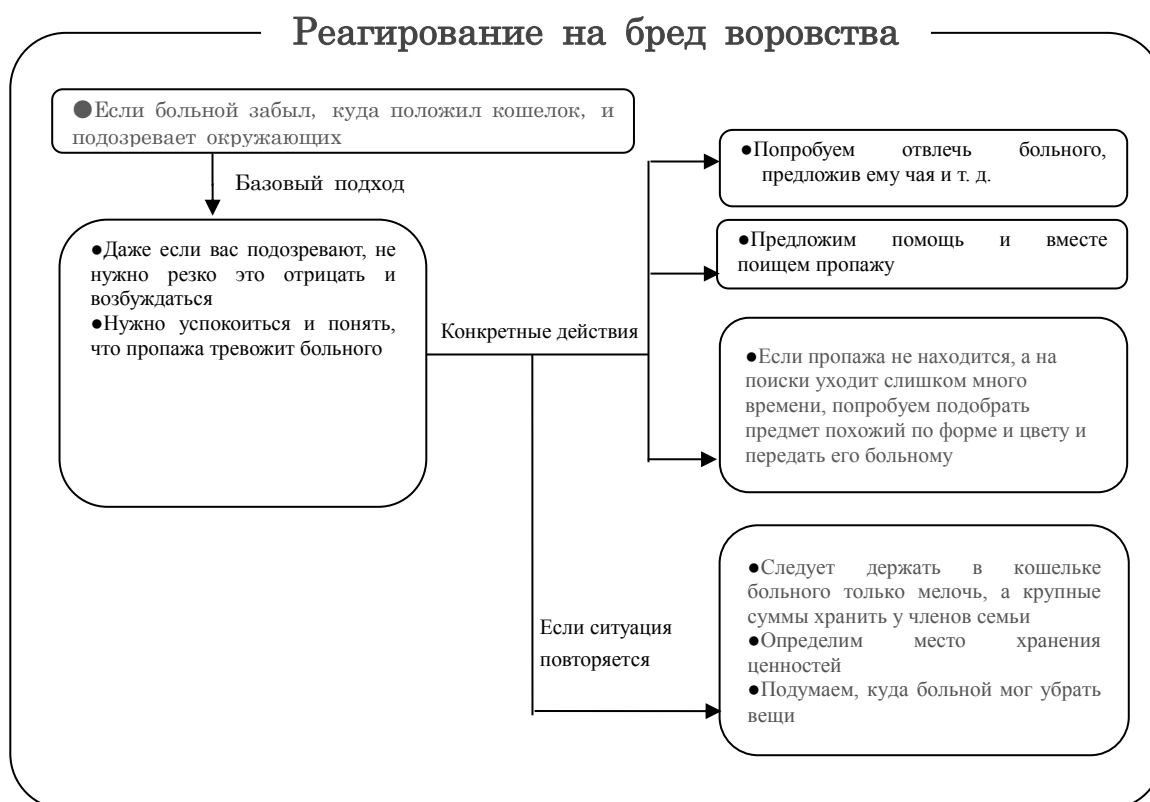 Реагирование на бред воровства
●Если больной забыл, куда положил кошелок, и
подозревает окружающих
Базовый подход
●Даже если вас подозревают, не
нужно резко это отрицать и
возбуждаться
●Нужно успокоиться и понять,
что пропажа тревожит больного
Конкретные действия
●Попробуем отвлечь больного,
предложив ему чая и т. д.
●Предложим помощь и вместе
поищем пропажу
●Если пропажа не находится, а на
поиски уходит слишком много
времени, попробуем подобрать
предмет похожий по форме и цвету и
передать его больному
Если ситуация
повторяется
●Следует держать в кошельке
больного только мелочь, а крупные
суммы хранить у членов семьи
●Определим место хранения
ценностей
●Подумаем, куда больной мог убрать
вещи